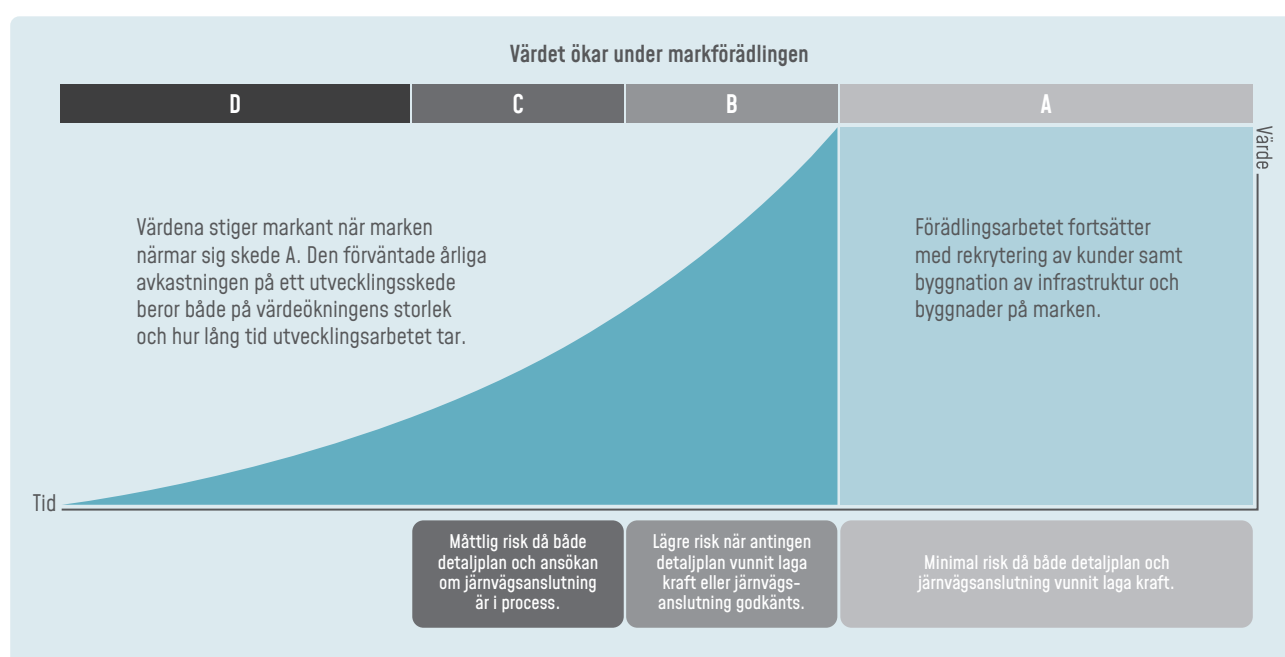 Värdet ökar under markförädlingen
D
C
B
A
Värde
Värdena stiger markant när marken
närmar sig skede A. Den förväntade årliga
avkastningen på ett utvecklingsskede
beror både på värdeökningens storlek
och hur lång tid utvecklingsarbetet tar.
Förädlingsarbetet fortsätter
med rekrytering av kunder samt
byggnation av infrastruktur och
byggnader på marken.
Tid
Måttlig risk då både
detaljplan och ansökan
om järnvägsanslutning
är i process.
Lägre risk när antingen
detaljplan vunnit laga
kraft eller järnvägs-
anslutning godkänts.
Minimal risk då både detaljplan och
järnvägsanslutning vunnit laga kraft.